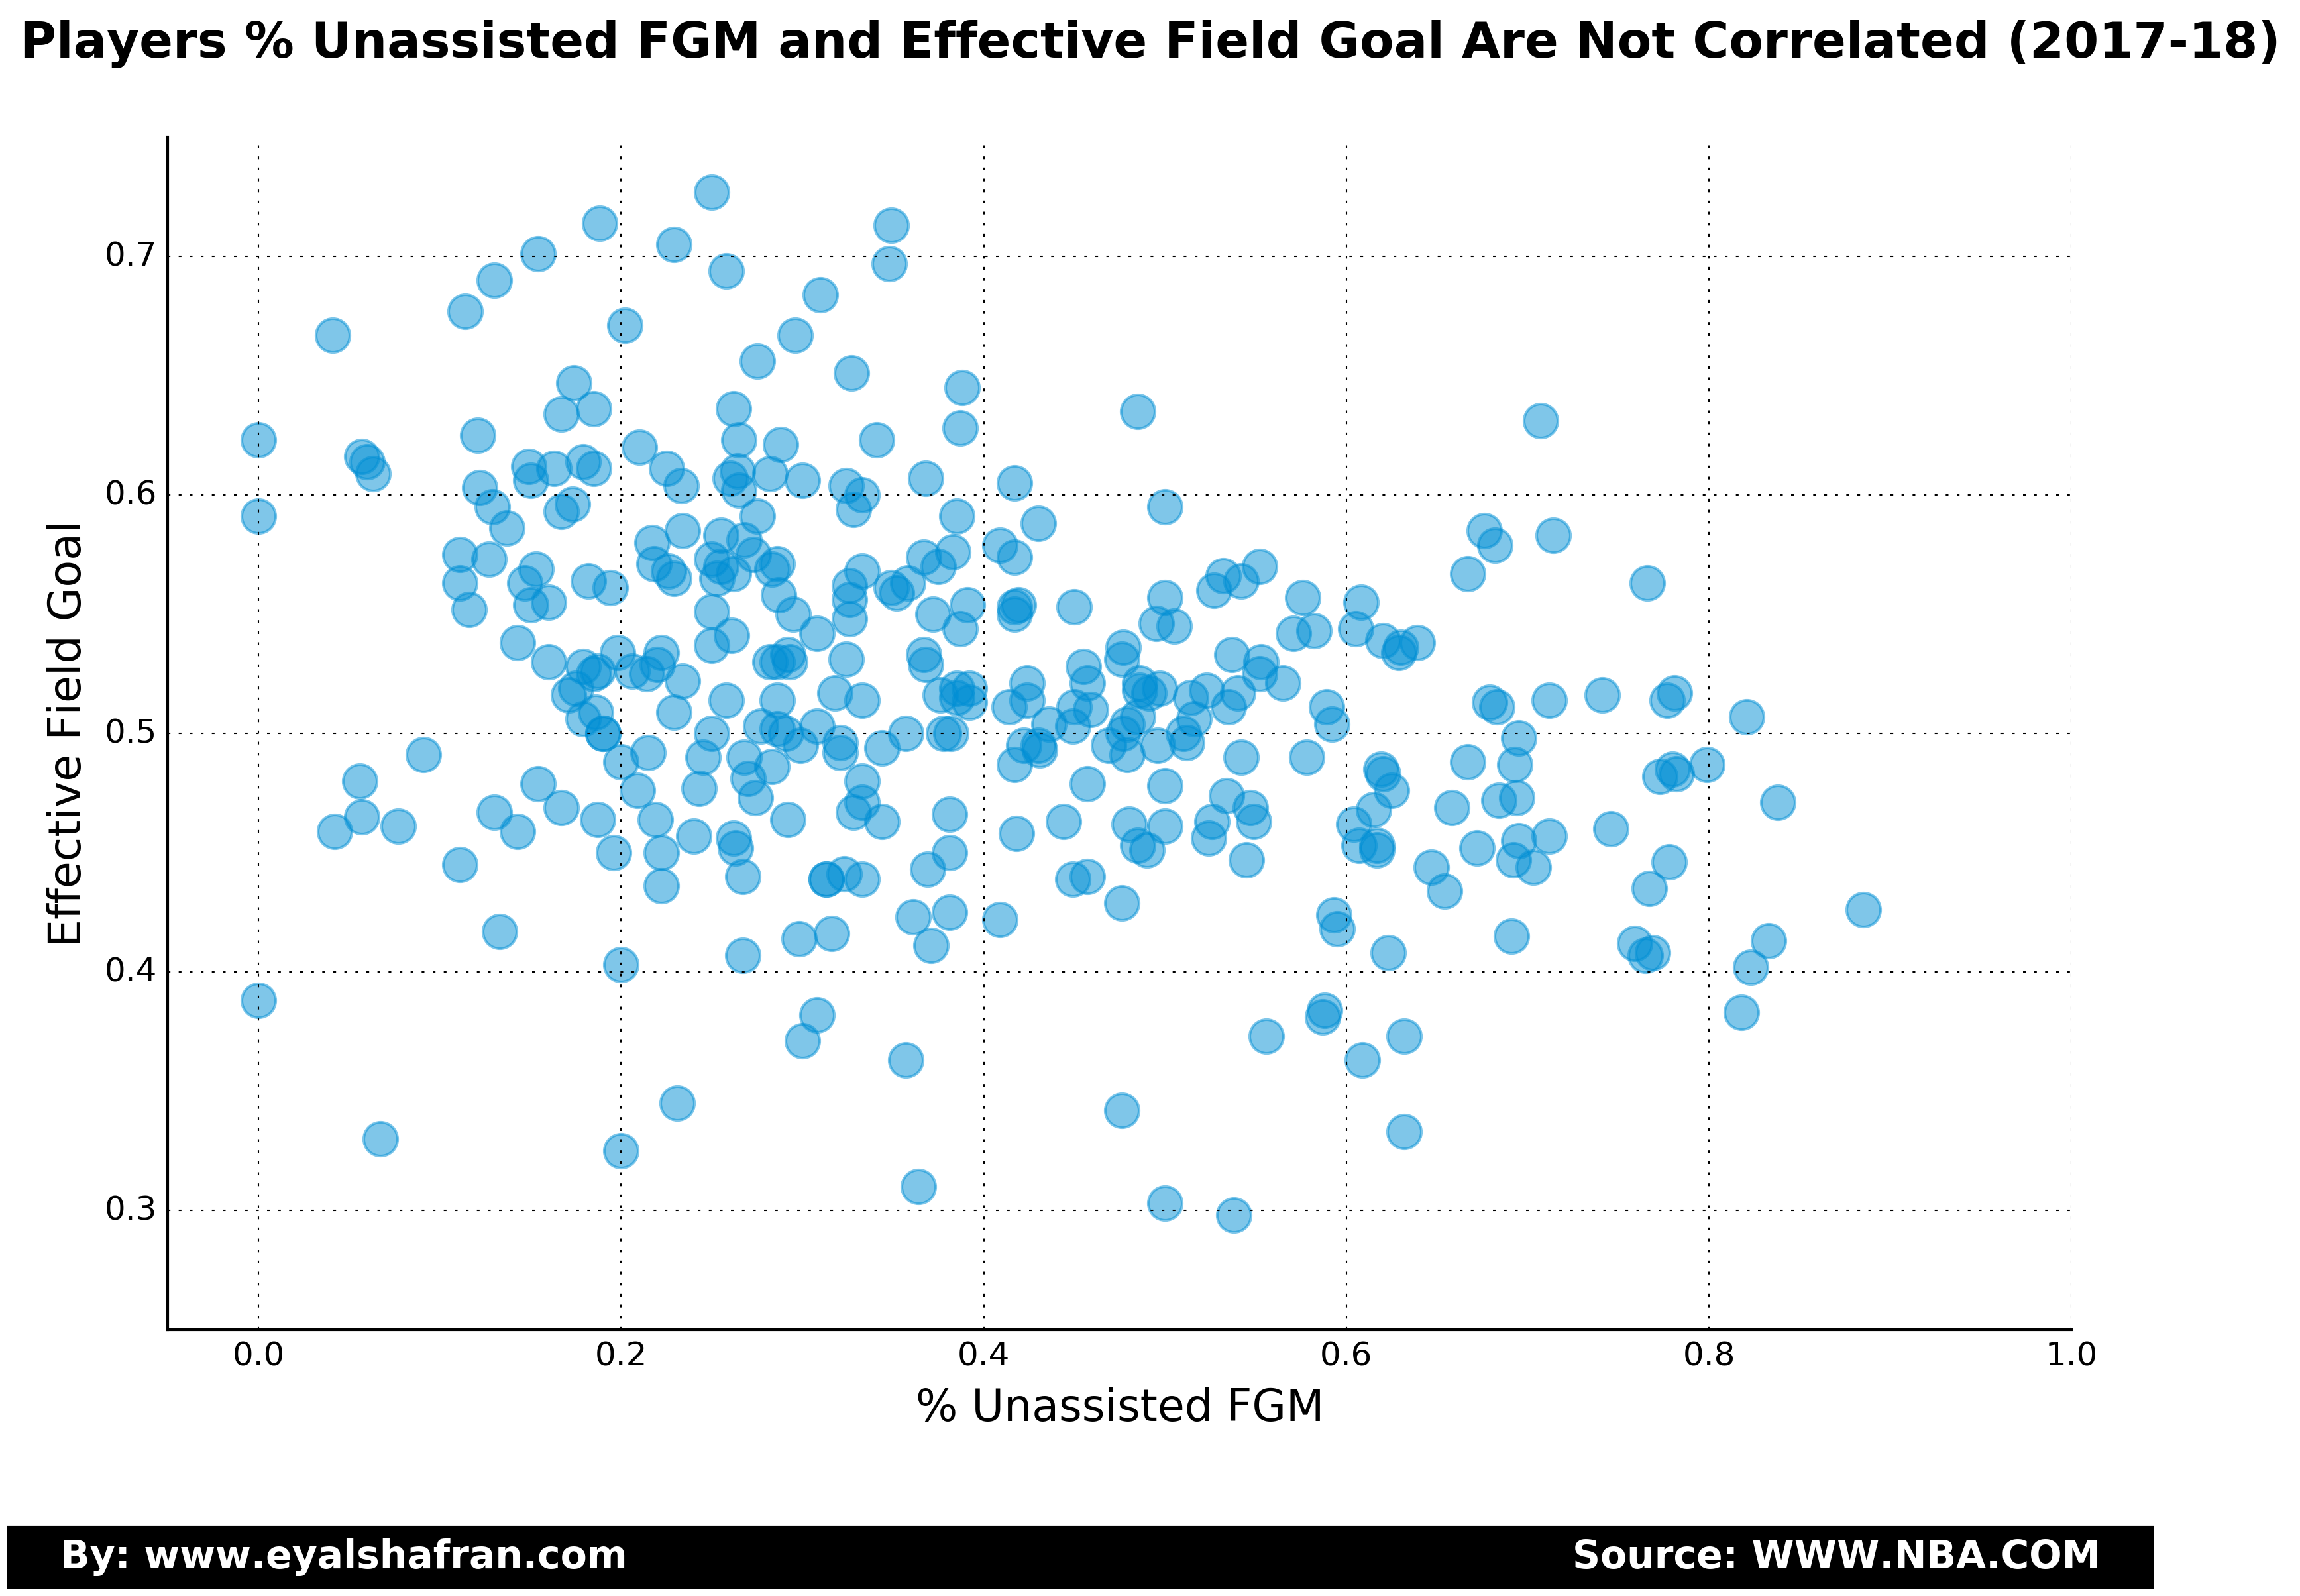 Players % Unassisted FGM and Effective Field Goal Are Not Correlated (2017-18)
0.7
0.6
0.5
0.4
0.3
Effective Field Goal
0.0 0.2 0.4 0.6 0.8 1.0
% Unassisted FGM
By: www.eyalshafran.com Source: WWW.NBA.COM